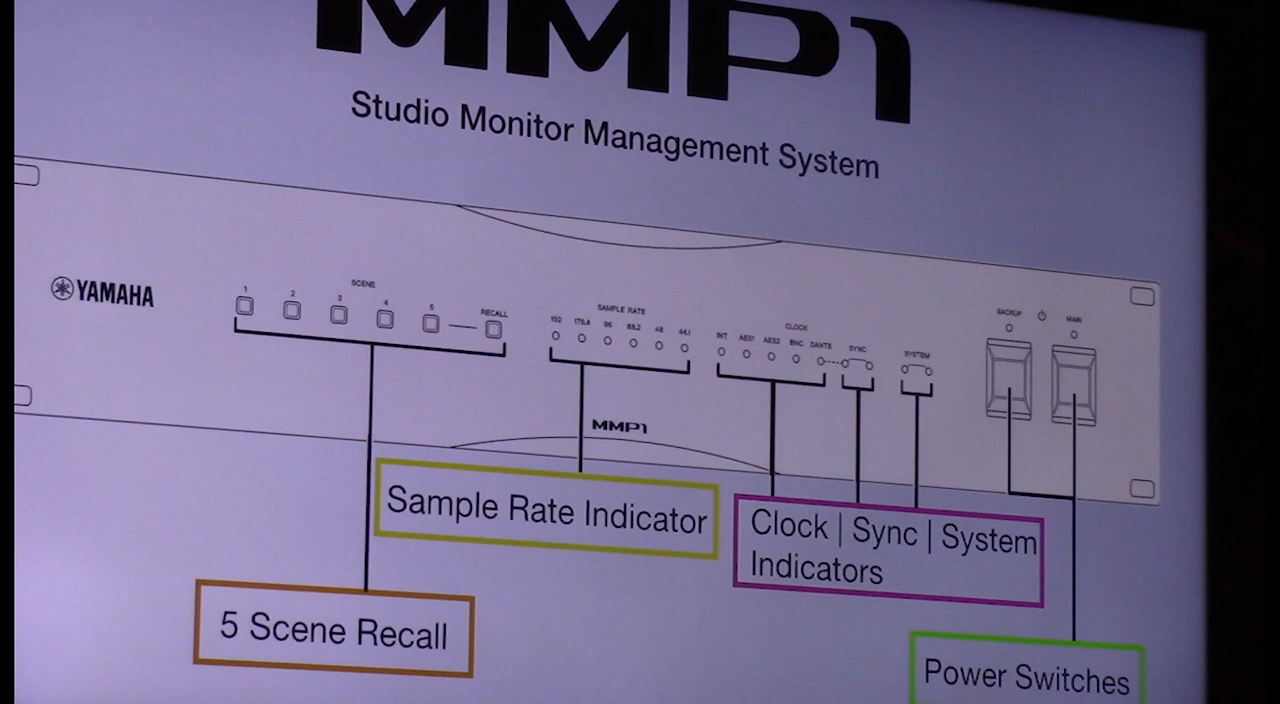 MMP1
Studio Monitor Management System
YAMAHA
SCENE
1 2 3 4 5 RECALL
SAMPLE RATE
192 176.4 96 88.2 48 44.1
CLOCK
INT AES1 AES2 BNC DANTE SYNC
SYSTEM
BACKUP MAIN
MMP1
Sample Rate Indicator
Clock | Sync | System
Indicators
5 Scene Recall
Power Switches